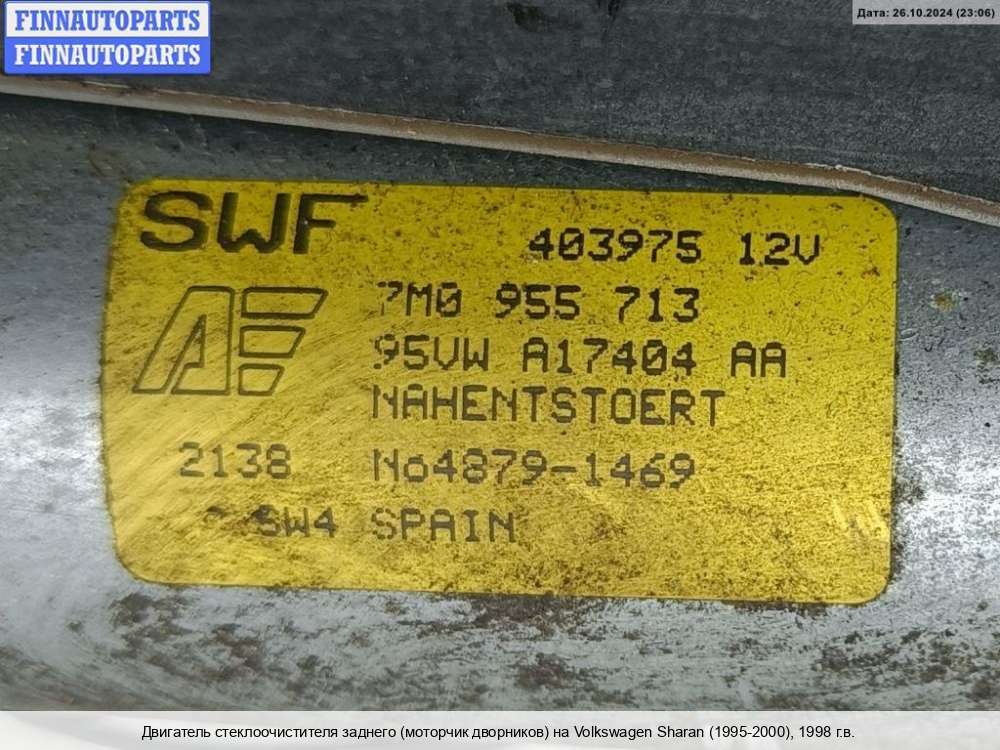 FINNAUTOPARTS
FINNAUTOPARTS
Дата: 26.10.2024 (23:06)
SWF
403975 12V
AE
7M0 955 713
95VW A17404 AA
NAHENTSTOERT
2138 No4879-1469
SW4 SPAIN
Двигатель стеклоочистителя заднего (моторчик дворников) на Volkswagen Sharan (1995-2000), 1998 г.в.